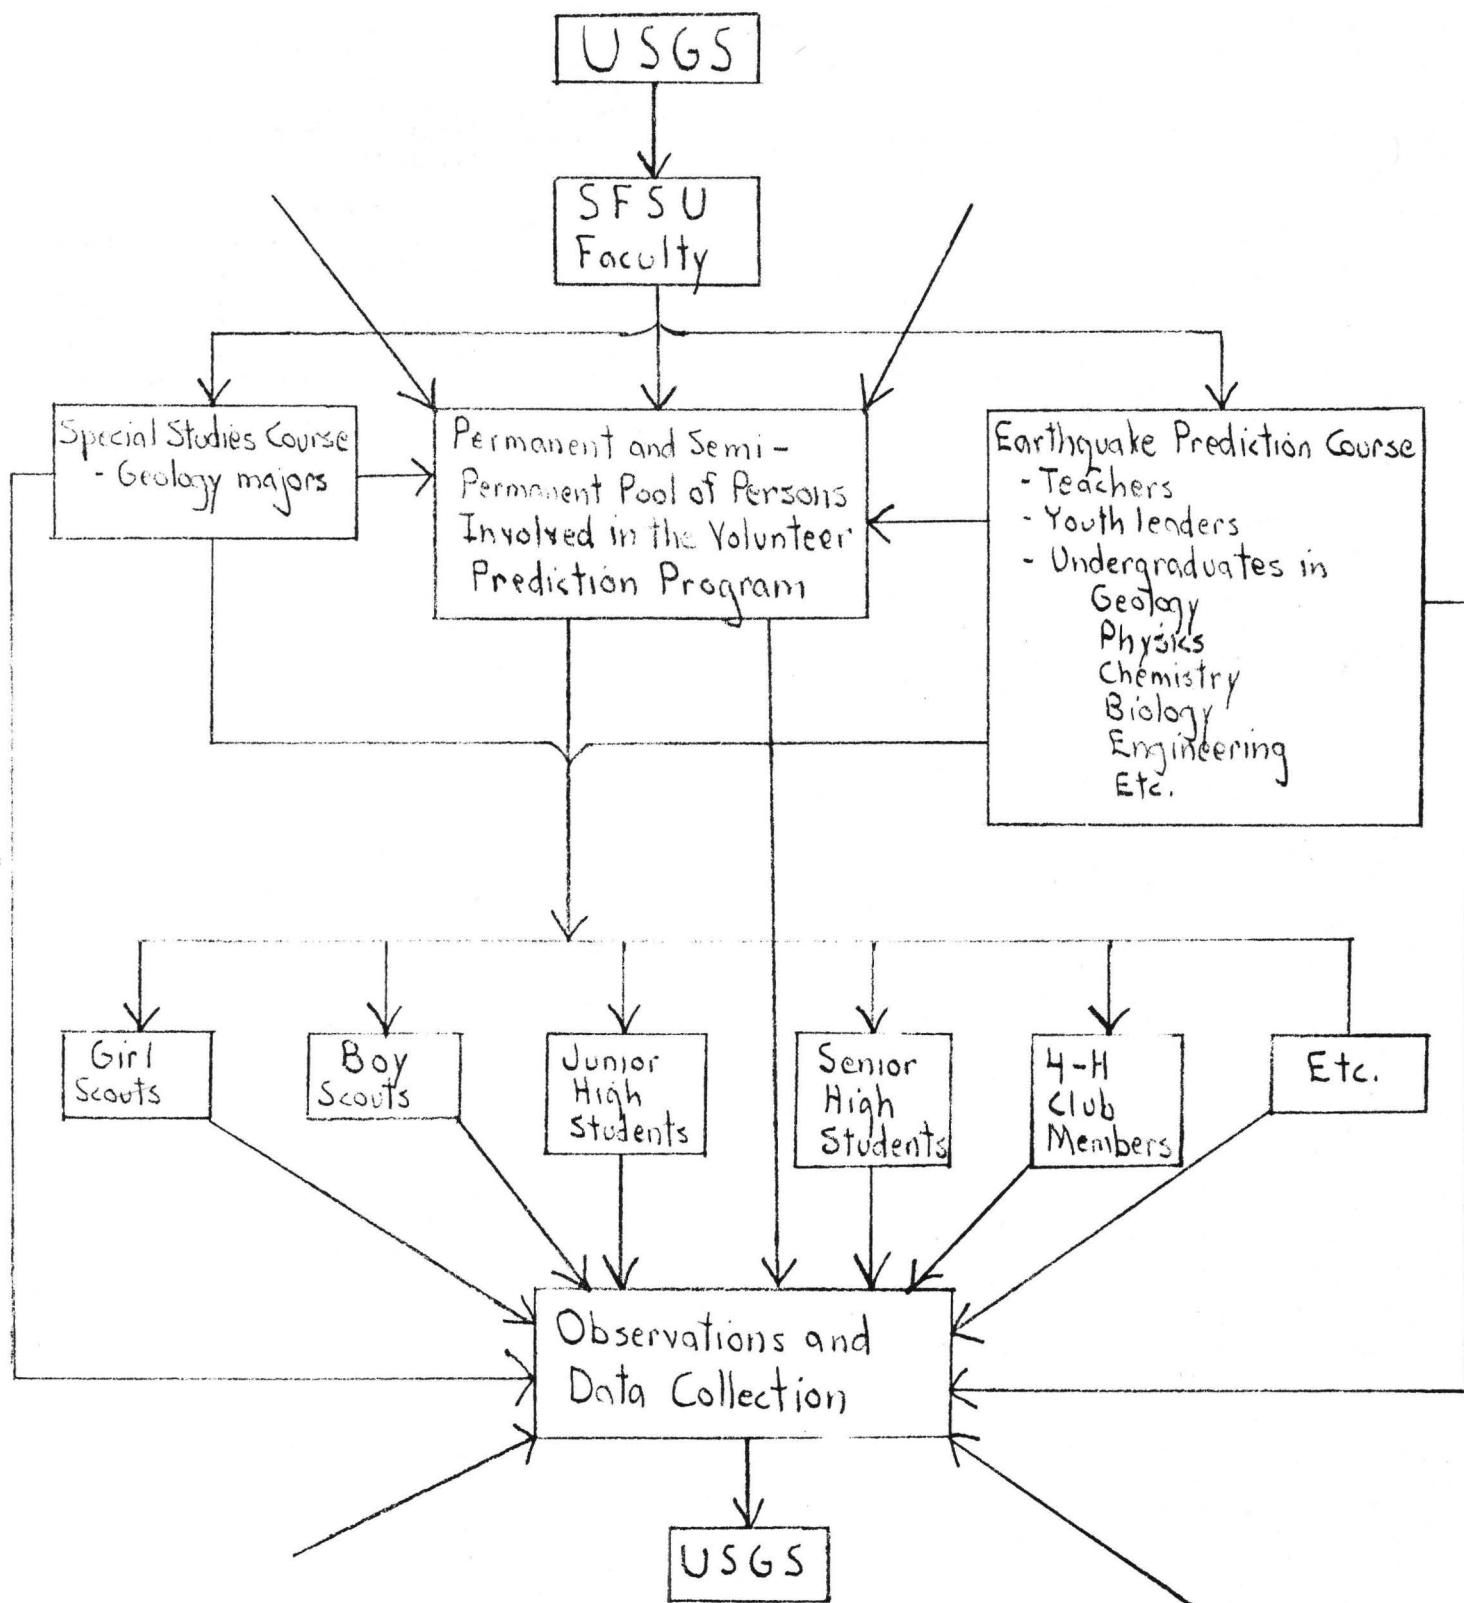 USGS
SFSU
Faculty
Special Studies Course
- Geology majors
Permanent and Semi-
Permanent Pool of Persons
Involved in the Volunteer
Prediction Program
Earthquake Prediction Course
- Teachers
- Youth leaders
- Undergraduates in
Geology
Physics
Chemistry
Biology
Engineering
Etc.
Girl
Scouts
Boy
Scouts
Junior
High
Students
Senior
High
Students
4-H
Club
Members
Etc.
Observations and
Data Collection
USGS